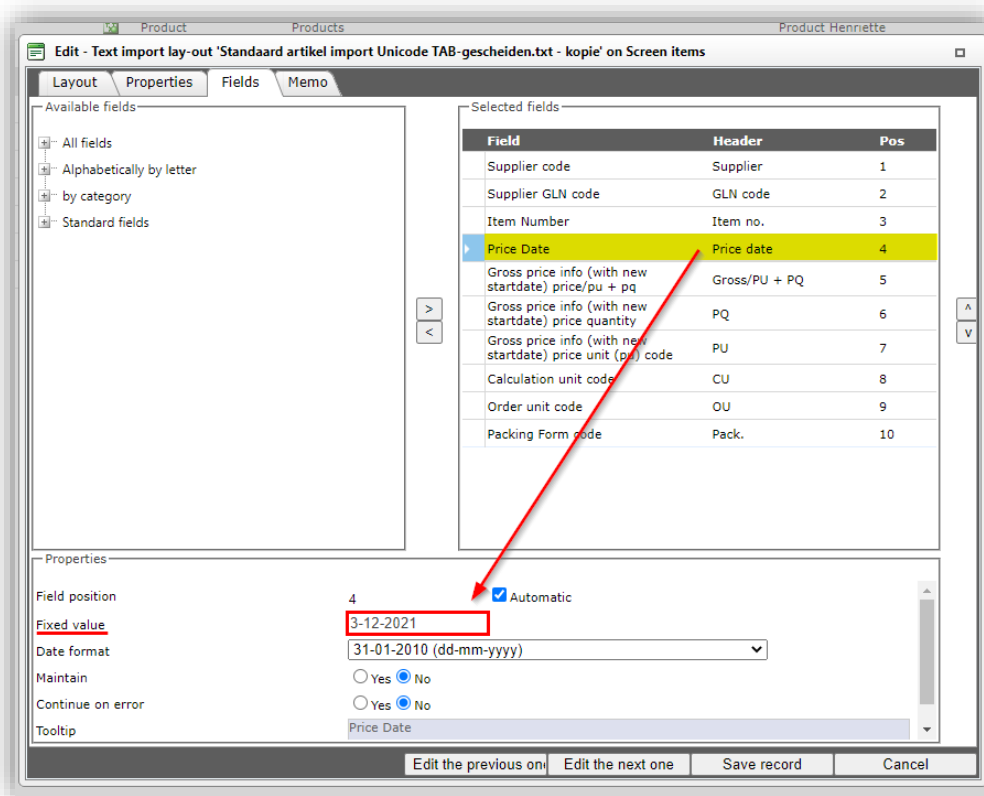 Product Products Product Henriette
Edit - Text import lay-out 'Standaard artikel import Unicode TAB-gescheiden.txt - kopie' on Screen items
Layout Properties Fields Memo
Available fields
All fields
Alphabetically by letter
by category
Standard fields
Selected fields
Field Header Pos
Supplier code Supplier 1
Supplier GLN code GLN code 2
Item Number Item no. 3
Price Date Price date 4
Gross price info (with new
startdate) price/pu + pq Gross/PU + PQ 5
Gross price info (with new
startdate) price quantity PQ 6
Gross price info (with new
startdate) price unit (pu) code PU 7
Calculation unit code CU 8
Order unit code OU 9
Packing Form code Pack. 10
>
<
^
v
Properties
Field position 4 Automatic
Fixed value 3-12-2021
Date format 31-01-2010 (dd-mm-yyyy)
Maintain Yes No
Continue on error Yes No
Tooltip Price Date
Edit the previous on Edit the next one Save record Cancel